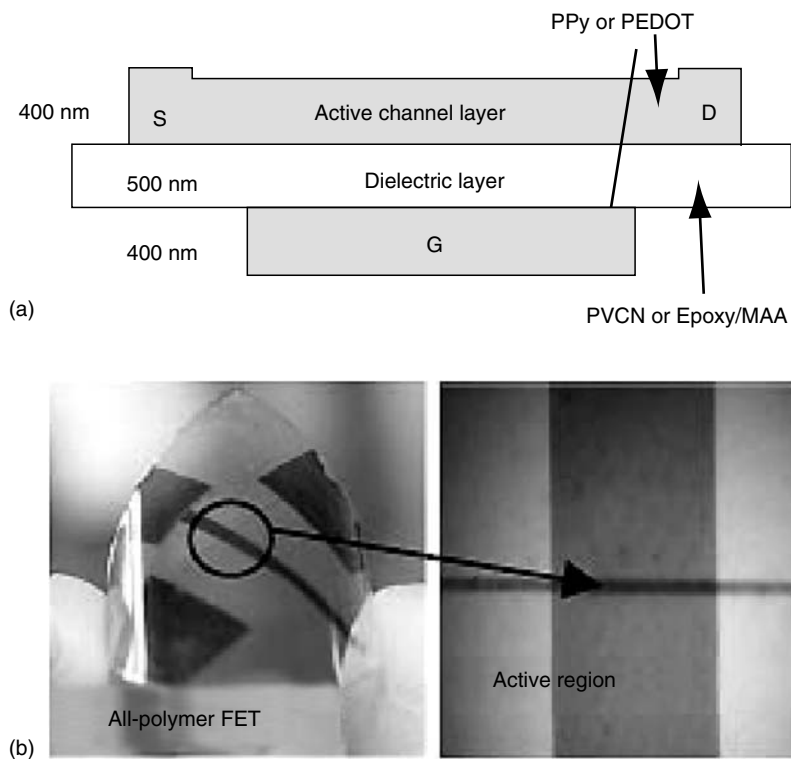 PPy or PEDOT
400 nm
S
Active channel layer
D
500 nm
Dielectric layer
400 nm
G
(a)
PVCN or Epoxy/MAA
All-polymer FET
Active region
(b)